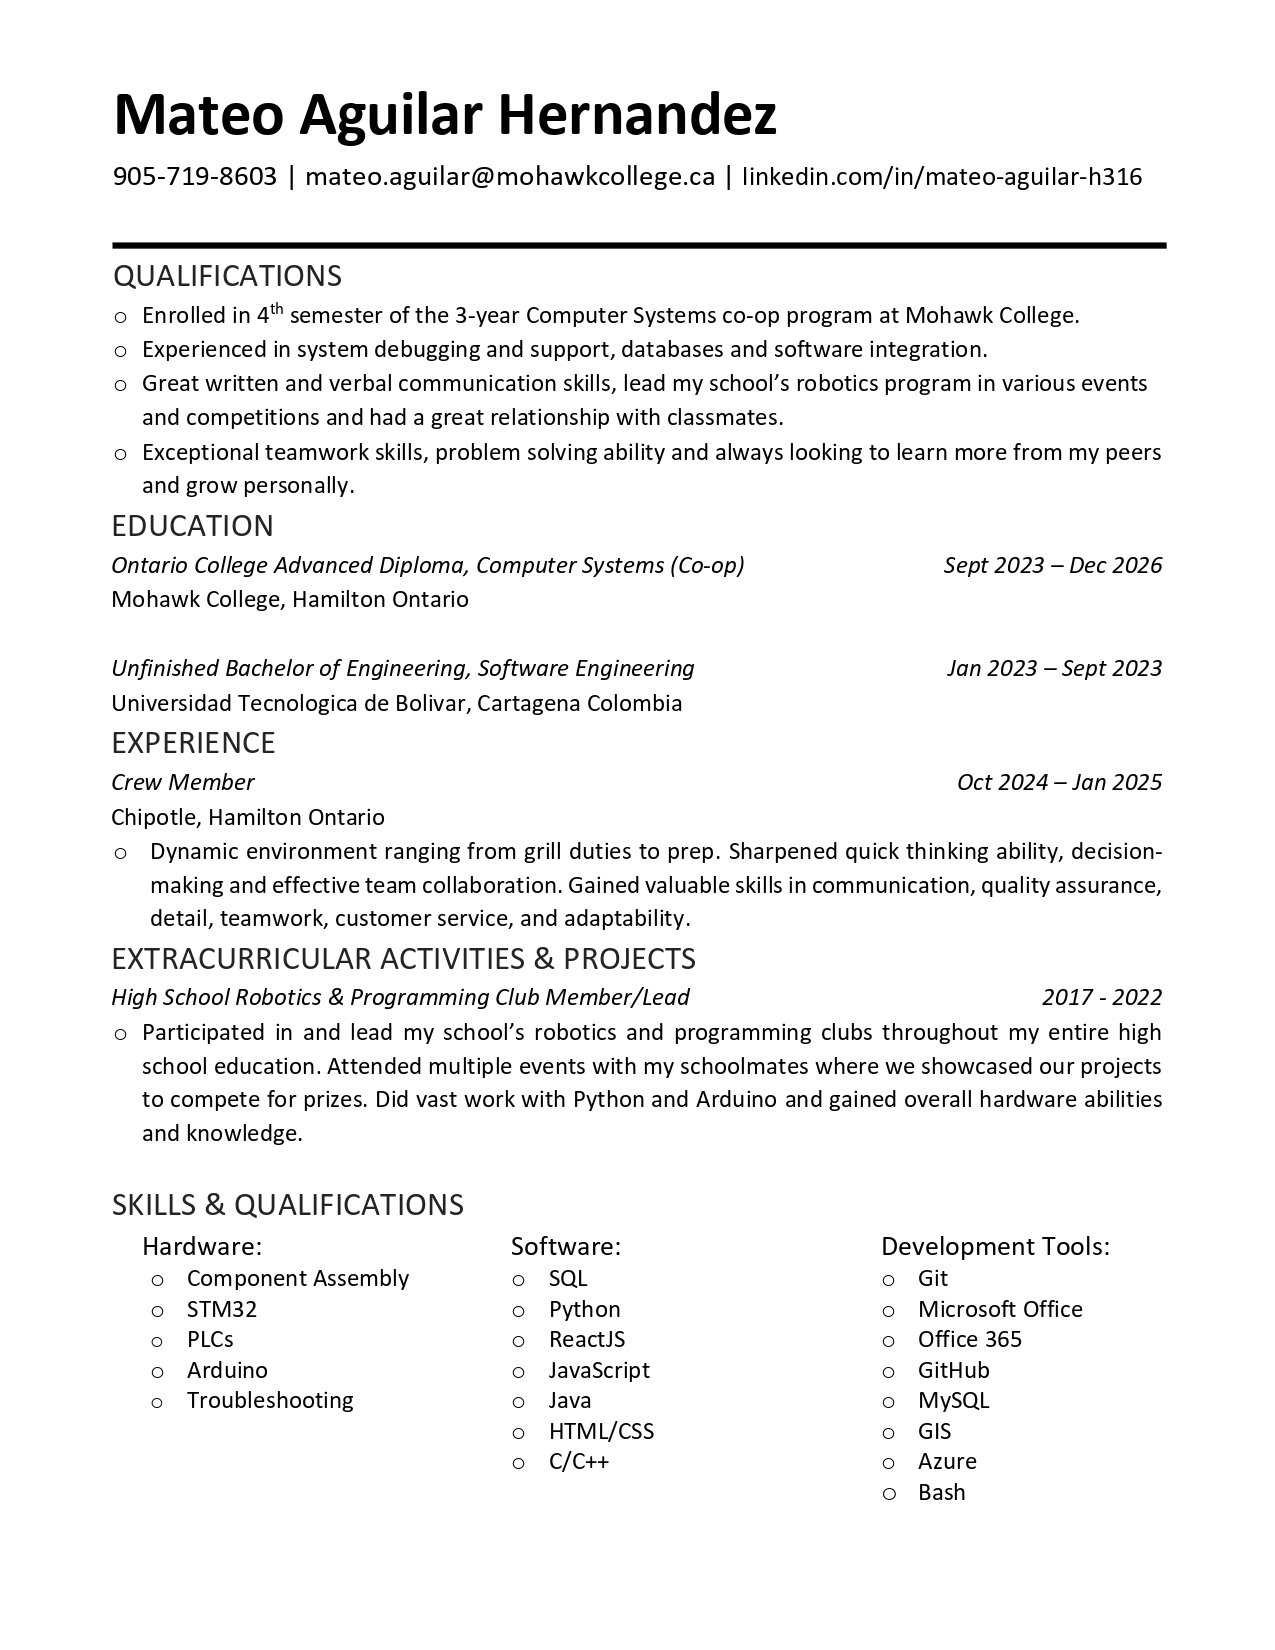 Mateo Aguilar Hernandez
905-719-8603 | mateo.aguilar@mohawkcollege.ca | linkedin.com/in/mateo-aguilar-h316
QUALIFICATIONS
o Enrolled in 4th semester of the 3-year Computer Systems co-op program at Mohawk College.
o Experienced in system debugging and support, databases and software integration.
o Great written and verbal communication skills, lead my school’s robotics program in various events
and competitions and had a great relationship with classmates.
o Exceptional teamwork skills, problem solving ability and always looking to learn more from my peers
and grow personally.
EDUCATION
Ontario College Advanced Diploma, Computer Systems (Co-op) Sept 2023 – Dec 2026
Mohawk College, Hamilton Ontario
Unfinished Bachelor of Engineering, Software Engineering Jan 2023 – Sept 2023
Universidad Tecnologica de Bolivar, Cartagena Colombia
EXPERIENCE
Crew Member Oct 2024 – Jan 2025
Chipotle, Hamilton Ontario
o Dynamic environment ranging from grill duties to prep. Sharpened quick thinking ability, decision-
making and effective team collaboration. Gained valuable skills in communication, quality assurance,
detail, teamwork, customer service, and adaptability.
EXTRACURRICULAR ACTIVITIES & PROJECTS
High School Robotics & Programming Club Member/Lead 2017 - 2022
o Participated in and lead my school’s robotics and programming clubs throughout my entire high
school education. Attended multiple events with my schoolmates where we showcased our projects
to compete for prizes. Did vast work with Python and Arduino and gained overall hardware abilities
and knowledge.
SKILLS & QUALIFICATIONS
Hardware:
o Component Assembly
o STM32
o PLCs
o Arduino
o Troubleshooting
Software:
o SQL
o Python
o ReactJS
o JavaScript
o Java
o HTML/CSS
o C/C++
Development Tools:
o Git
o Microsoft Office
o Office 365
o GitHub
o MySQL
o GIS
o Azure
o Bash